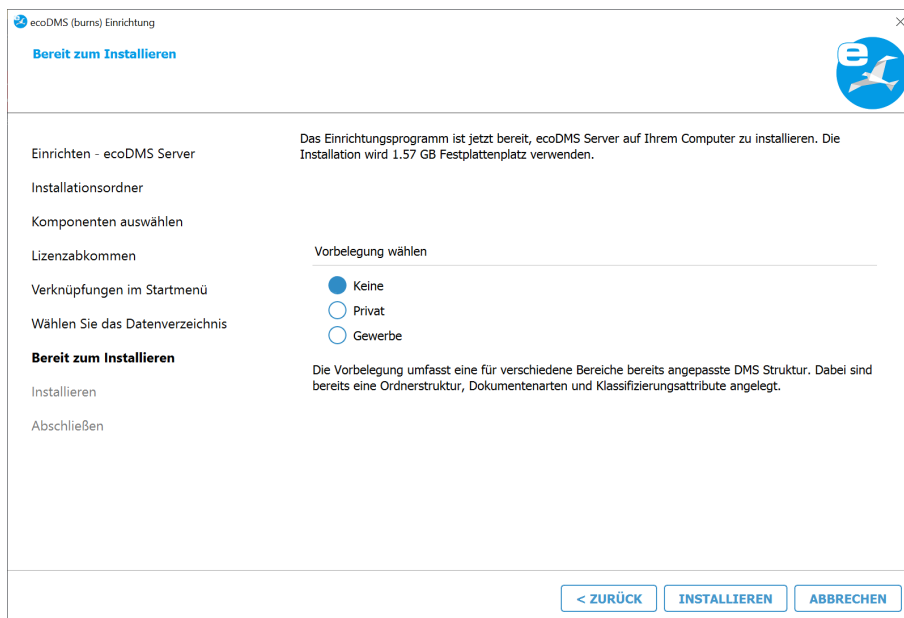 ecoDMS (burns) Einrichtung
Bereit zum Installieren
e
Einrichten - ecoDMS Server
Installationsordner
Komponenten auswählen
Lizenzabkommen
Verknüpfungen im Startmenü
Wählen Sie das Datenverzeichnis
Bereit zum Installieren
Installieren
Abschließen
Das Einrichtungsprogramm ist jetzt bereit, ecoDMS Server auf Ihrem Computer zu installieren. Die
Installation wird 1.57 GB Festplattenplatz verwenden.
Vorbelegung wählen
Keine
Privat
Gewerbe
Die Vorbelegung umfasst eine für verschiedene Bereiche bereits angepasste DMS Struktur. Dabei sind
bereits eine Ordnerstruktur, Dokumentenarten und Klassifizierungsattribute angelegt.
< ZURÜCK
INSTALLIEREN
ABBRECHEN